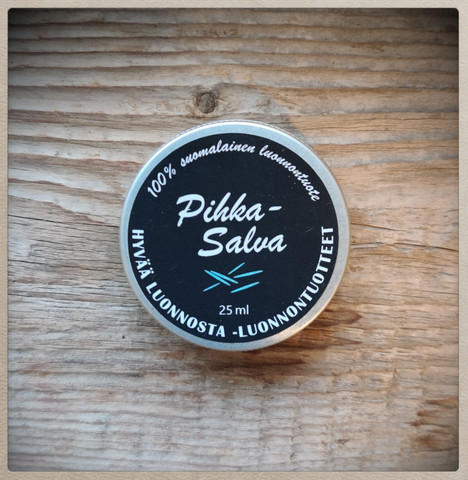 100% suomalainen luonnontuote
Pihka-
Salva
25 ml
HYVÄÄ LUONNOSTA -LUONNONTUOTTEET